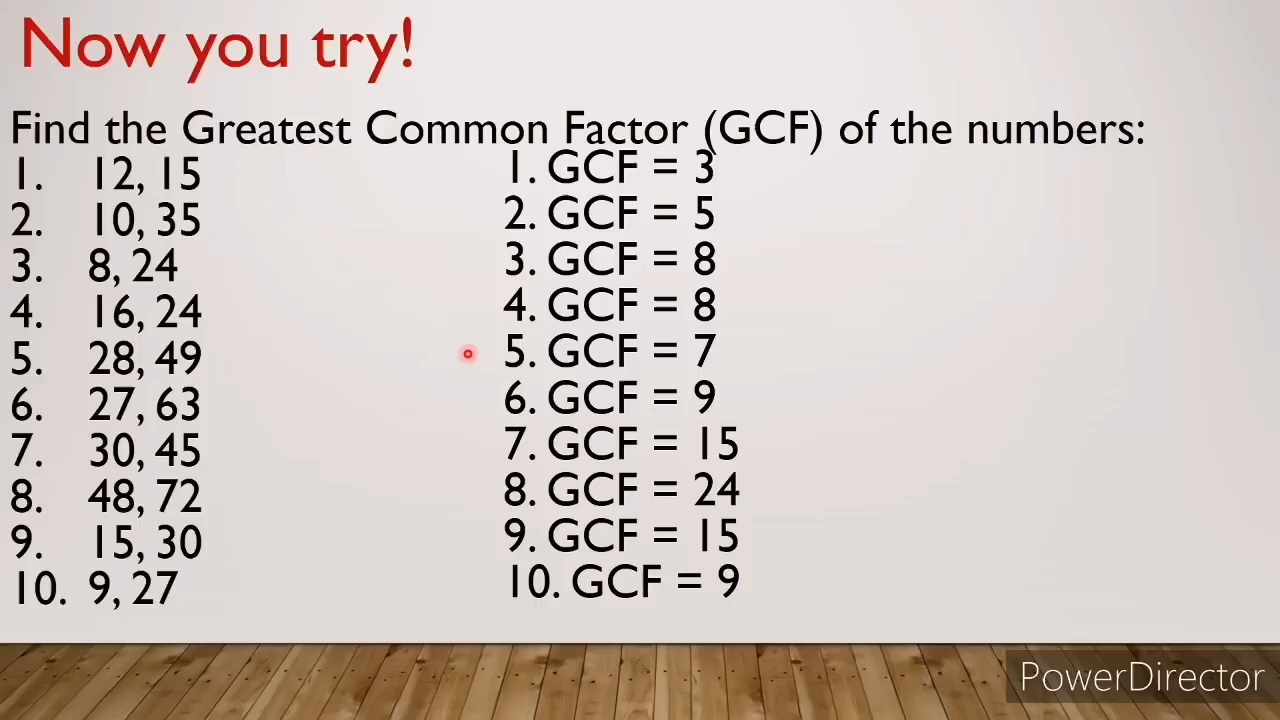 Now you try!
Find the Greatest Common Factor (GCF) of the numbers:
1. 12, 15
2. 10, 35
3. 8, 24
4. 16, 24
5. 28, 49
6. 27, 63
7. 30, 45
8. 48, 72
9. 15, 30
10. 9, 27
1. GCF = 3
2. GCF = 5
3. GCF = 8
4. GCF = 8
5. GCF = 7
6. GCF = 9
7. GCF = 15
8. GCF = 24
9. GCF = 15
10. GCF = 9
PowerDirector